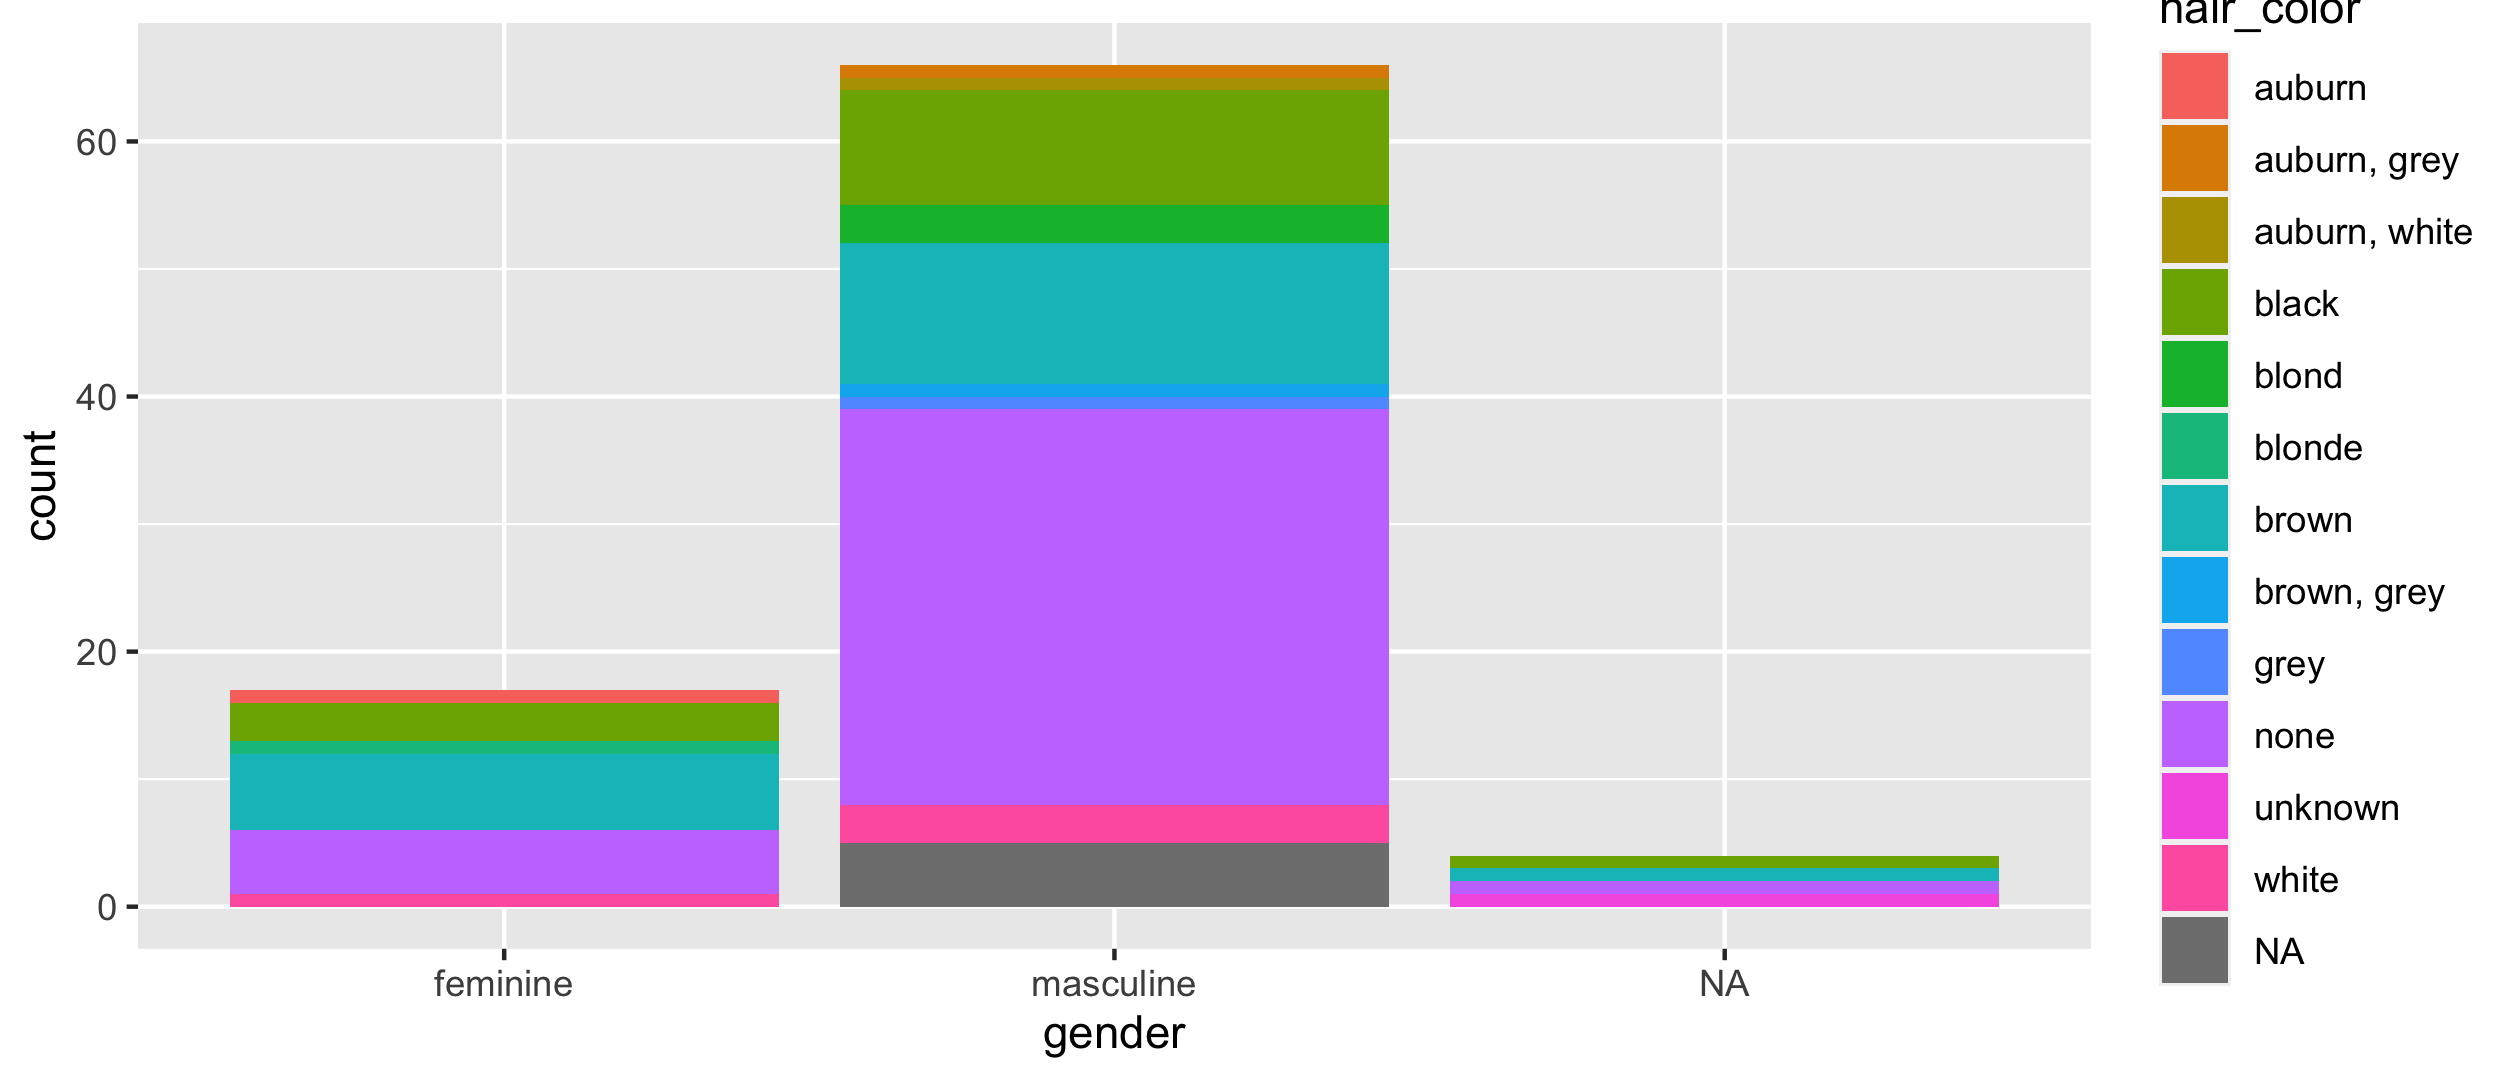 hair_color
auburn
auburn, grey
auburn, white
black
blond
blonde
brown
brown, grey
grey
none
unknown
white
NA
count
60
40
20
0
feminine masculine NA
gender